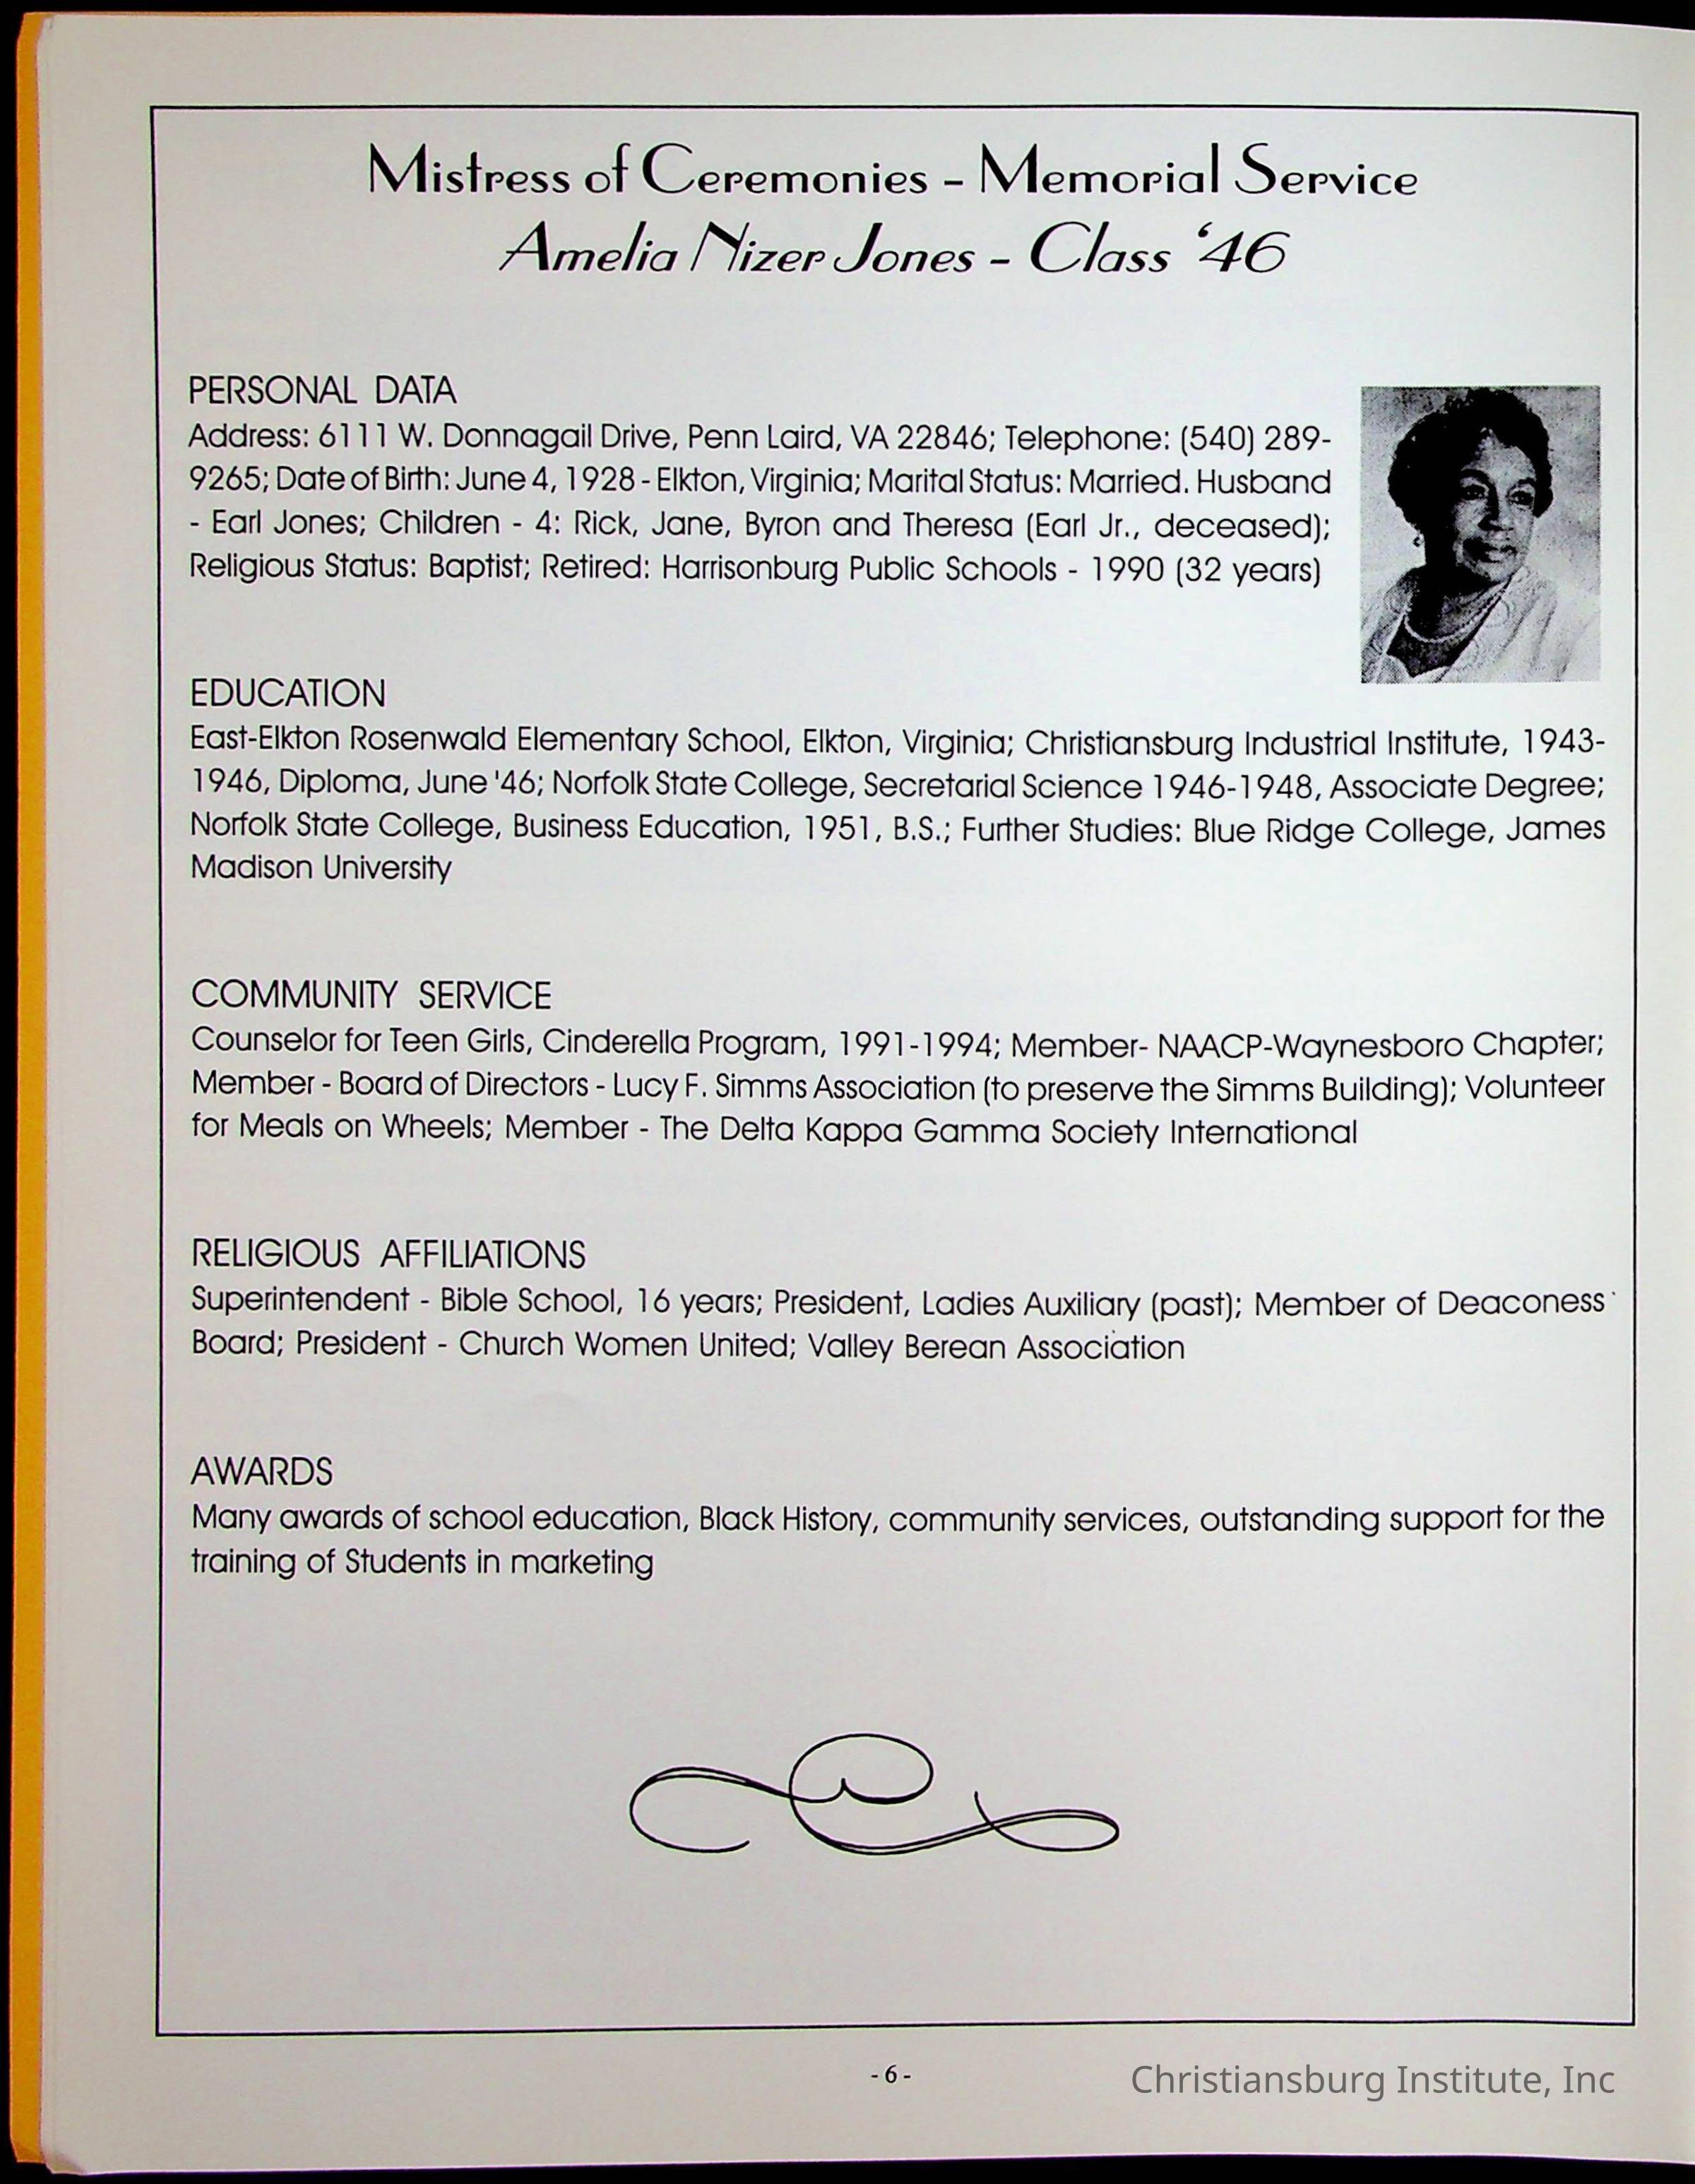 Mistress of Ceremonies - Memorial Service
Amelia Nizer Jones - Class ‘46
PERSONAL DATA
Address: 6111 W. Donnagail Drive, Penn Laird, VA 22846; Telephone: (540) 289-
9265; Date of Birth: June 4, 1928 - Elkton, Virginia; Marital Status: Married. Husband
- Earl Jones; Children - 4: Rick, Jane, Byron and Theresa (Earl Jr., deceased);
Religious Status: Baptist; Retired: Harrisonburg Public Schools - 1990 (32 years)
EDUCATION
East-Elkton Rosenwald Elementary School, Elkton, Virginia; Christiansburg Industrial Institute, 1943-
1946, Diploma, June '46; Norfolk State College, Secretarial Science 1946-1948, Associate Degree;
Norfolk State College, Business Education, 1951, B.S.; Further Studies: Blue Ridge College, James
Madison University
COMMUNITY SERVICE
Counselor for Teen Girls, Cinderella Program, 1991-1994; Member- NAACP-Waynesboro Chapter;
Member - Board of Directors - Lucy F. Simms Association (to preserve the Simms Building); Volunteer
for Meals on Wheels; Member - The Delta Kappa Gamma Society International
RELIGIOUS AFFILIATIONS
Superintendent - Bible School, 16 years; President, Ladies Auxiliary (past); Member of Deaconess
Board; President - Church Women United; Valley Berean Association
AWARDS
Many awards of school education, Black History, community services, outstanding support for the
training of Students in marketing
- 6 -
Christiansburg Institute, Inc